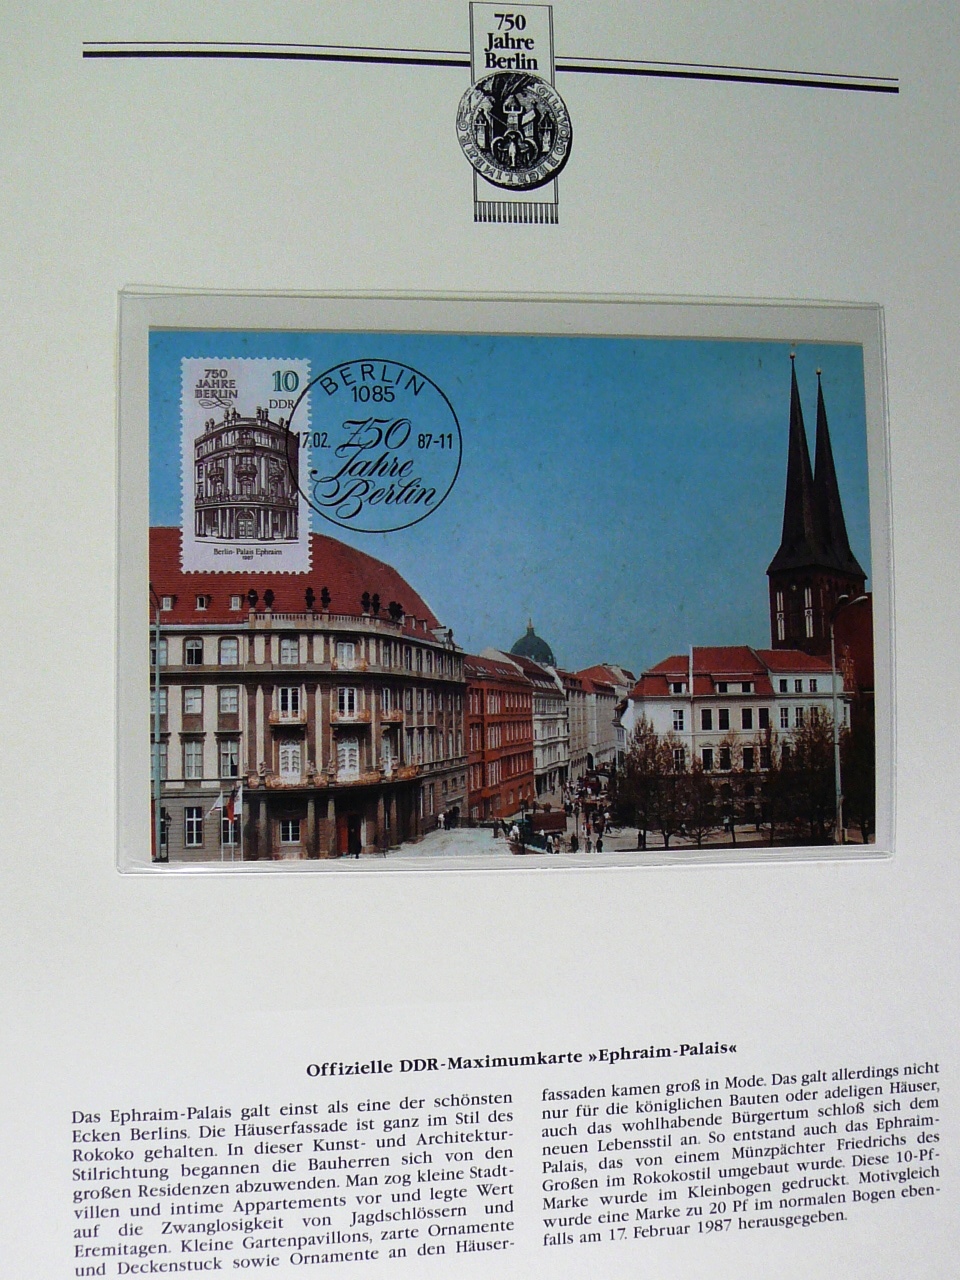 750
Jahre
Berlin
750
JAHRE
BERLIN
10
DDR
Berlin · Palais Ephraim
1987
BERLIN
1085
17.02. 750 87-11
Jahre
Berlin
Offizielle DDR-Maximumkarte »Ephraim-Palais«
Das Ephraim-Palais galt einst als eine der schönsten
Ecken Berlins. Die Häuserfassade ist ganz im Stil des
Rokoko gehalten. In dieser Kunst- und Architektur-
Stilrichtung begannen die Bauherren sich von den
großen Residenzen abzuwenden. Man zog kleine Stadt-
villen und intime Appartements vor und legte Wert
auf die Zwanglosigkeit von Jagdschlössern und
Eremitagen. Kleine Gartenpavillons, zarte Ornamente
und Deckenstuck sowie Ornamente an den Häuser-
fassaden kamen groß in Mode. Das galt allerdings nicht
nur für die königlichen Bauten oder adeligen Häuser,
auch das wohlhabende Bürgertum schloß sich dem
neuen Lebensstil an. So entstand auch das Ephraim-
Palais, das von einem Münzpächter Friedrichs des
Großen im Rokokostil umgebaut wurde. Diese 10-Pf-
Marke wurde im Kleinbogen gedruckt. Motivgleich
wurde eine Marke zu 20 Pf im normalen Bogen eben-
falls am 17. Februar 1987 herausgegeben.